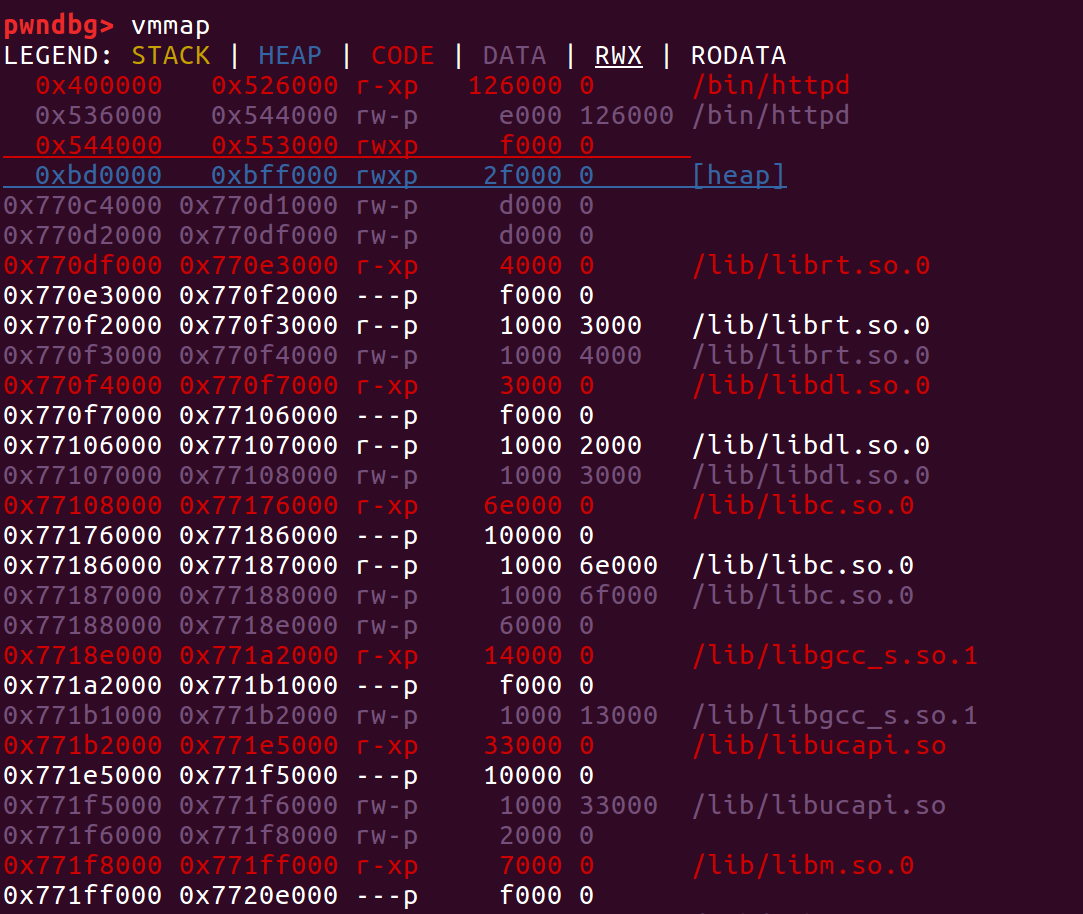 pwndbg> vmmap
LEGEND: STACK | HEAP | CODE | DATA | RWX | RODATA
0x400000 0x526000 r-xp 126000 0 /bin/httpd
0x536000 0x544000 rw-p e000 126000 /bin/httpd
0x544000 0x553000 rwxp f000 0
0xbd0000 0xbff000 rwxp 2f000 0 [heap]
0x770c4000 0x770d1000 rw-p d000 0
0x770d2000 0x770df000 rw-p d000 0
0x770df000 0x770e3000 r-xp 4000 0 /lib/librt.so.0
0x770e3000 0x770f2000 ---p f000 0
0x770f2000 0x770f3000 r--p 1000 3000 /lib/librt.so.0
0x770f3000 0x770f4000 rw-p 1000 4000 /lib/librt.so.0
0x770f4000 0x770f7000 r-xp 3000 0 /lib/libdl.so.0
0x770f7000 0x77106000 ---p f000 0
0x77106000 0x77107000 r--p 1000 2000 /lib/libdl.so.0
0x77107000 0x77108000 rw-p 1000 3000 /lib/libdl.so.0
0x77108000 0x77176000 r-xp 6e000 0 /lib/libc.so.0
0x77176000 0x77186000 ---p 10000 0
0x77186000 0x77187000 r--p 1000 6e000 /lib/libc.so.0
0x77187000 0x77188000 rw-p 1000 6f000 /lib/libc.so.0
0x77188000 0x7718e000 rw-p 6000 0
0x7718e000 0x771a2000 r-xp 14000 0 /lib/libgcc_s.so.1
0x771a2000 0x771b1000 ---p f000 0
0x771b1000 0x771b2000 rw-p 1000 13000 /lib/libgcc_s.so.1
0x771b2000 0x771e5000 r-xp 33000 0 /lib/libucapi.so
0x771e5000 0x771f5000 ---p 10000 0
0x771f5000 0x771f6000 rw-p 1000 33000 /lib/libucapi.so
0x771f6000 0x771f8000 rw-p 2000 0
0x771f8000 0x771ff000 r-xp 7000 0 /lib/libm.so.0
0x771ff000 0x7720e000 ---p f000 0